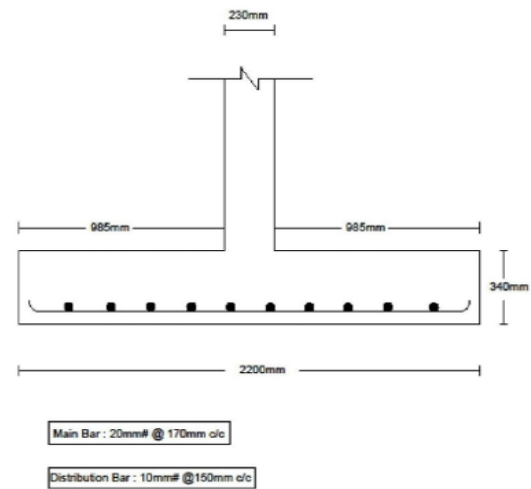 230mm
985mm
985mm
340mm
2200mm
Main Bar : 20mm# @ 170mm c/c
Distribution Bar : 10mm# @150mm c/c